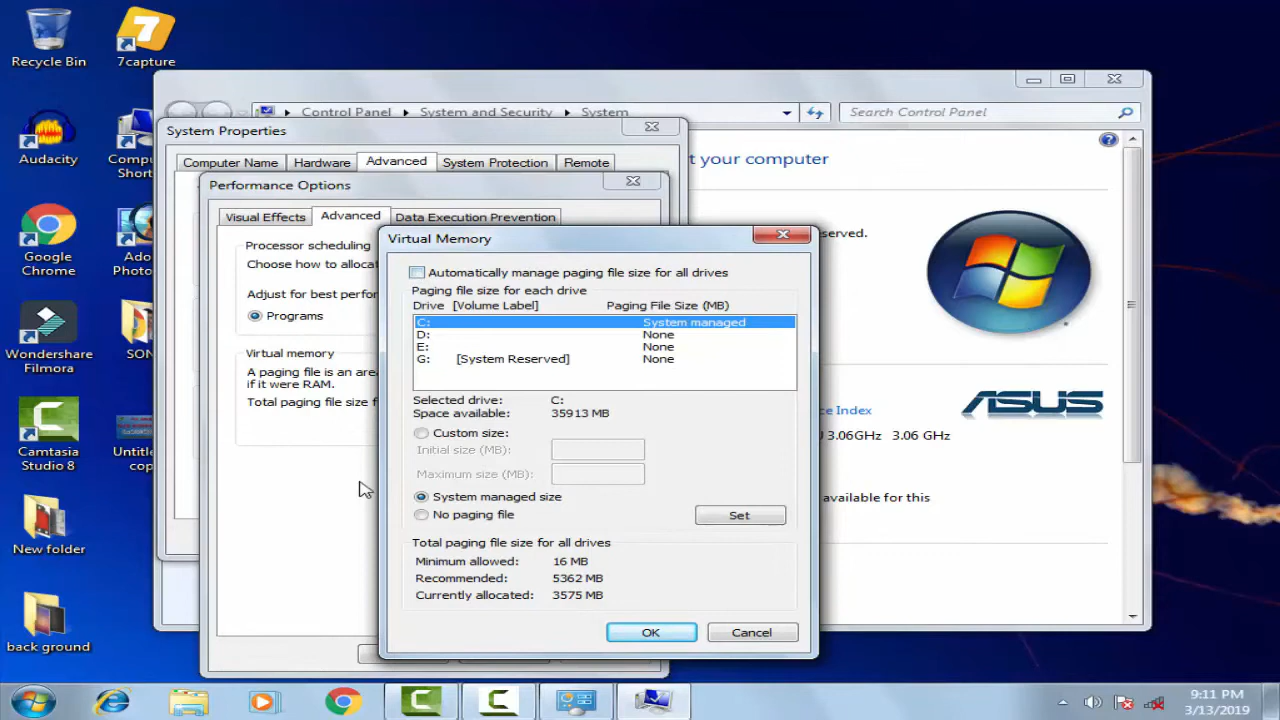 Recycle Bin
7capture
Audacity
Google
Chrome
Wondershare
Filmora
SON
Camtasia
Studio 8
New folder
back ground
Control Panel
System and Security
System
Search Control Panel
t your computer
System Properties
Computer Name
Hardware
Advanced
System Protection
Remote
Performance Options
Visual Effects
Advanced
Data Execution Prevention
Processor scheduling
Choose how to alloca
Adjust for best perfor
Programs
Virtual memory
A paging file is an area
if it were RAM.
Total paging file size f
Virtual Memory
Automatically manage paging file size for all drives
Paging file size for each drive
Drive [Volume Label] Paging File Size (MB)
C: System managed
D: None
E: None
G: [System Reserved] None
Selected drive: C:
Space available: 35913 MB
Custom size:
Initial size (MB):
Maximum size (MB):
System managed size
No paging file
Set
Total paging file size for all drives
Minimum allowed: 16 MB
Recommended: 5362 MB
Currently allocated: 3575 MB
OK
Cancel
served.
ASUS
ce Index
3.06GHz 3.06 GHz
available for this
9:11 PM
3/13/2019